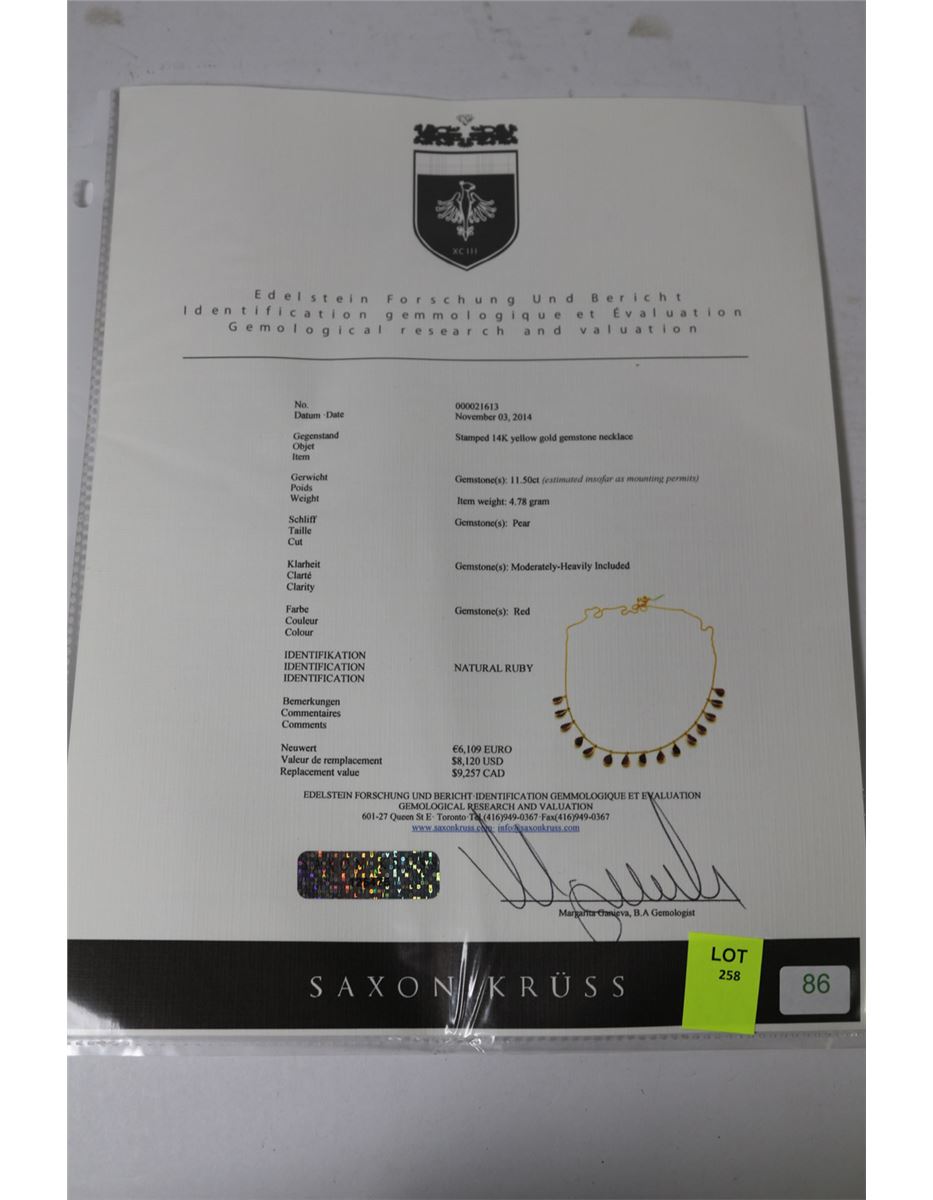 XCIII
Edelstein Forschung Und Bericht
Identification gemmologique et Évaluation
Gemological research and valuation
No. 000021613
Datum ·Date November 03, 2014
Gegenstand Stamped 14K yellow gold gemstone necklace
Objet
Item
Gerwicht Gemstone(s): 11.50ct (estimated insofar as mounting permits)
Poids
Weight Item weight: 4.78 gram
Schliff Gemstone(s): Pear
Taille
Cut
Klarheit Gemstone(s): Moderately-Heavily Included
Clarté
Clarity
Farbe Gemstone(s): Red
Couleur
Colour
IDENTIFIKATION
IDENTIFICATION NATURAL RUBY
IDENTIFICATION
Bemerkungen
Commentaires
Comments
Neuwert €6,109 EURO
Valeur de remplacement $8,120 USD
Replacement value $9,257 CAD
EDELSTEIN FORSCHUNG UND BERICHT·IDENTIFICATION GEMMOLOGIQUE ET EVALUATION
GEMOLOGICAL RESEARCH AND VALUATION
601-27 Queen St E· Toronto·Tel.(416)949-0367·Fax(416)949-0367
www.saxonkruss.com· info@saxonkruss.com
Margarita Ganieva, B.A Gemologist
SAXON KRÜSS
LOT
258
86